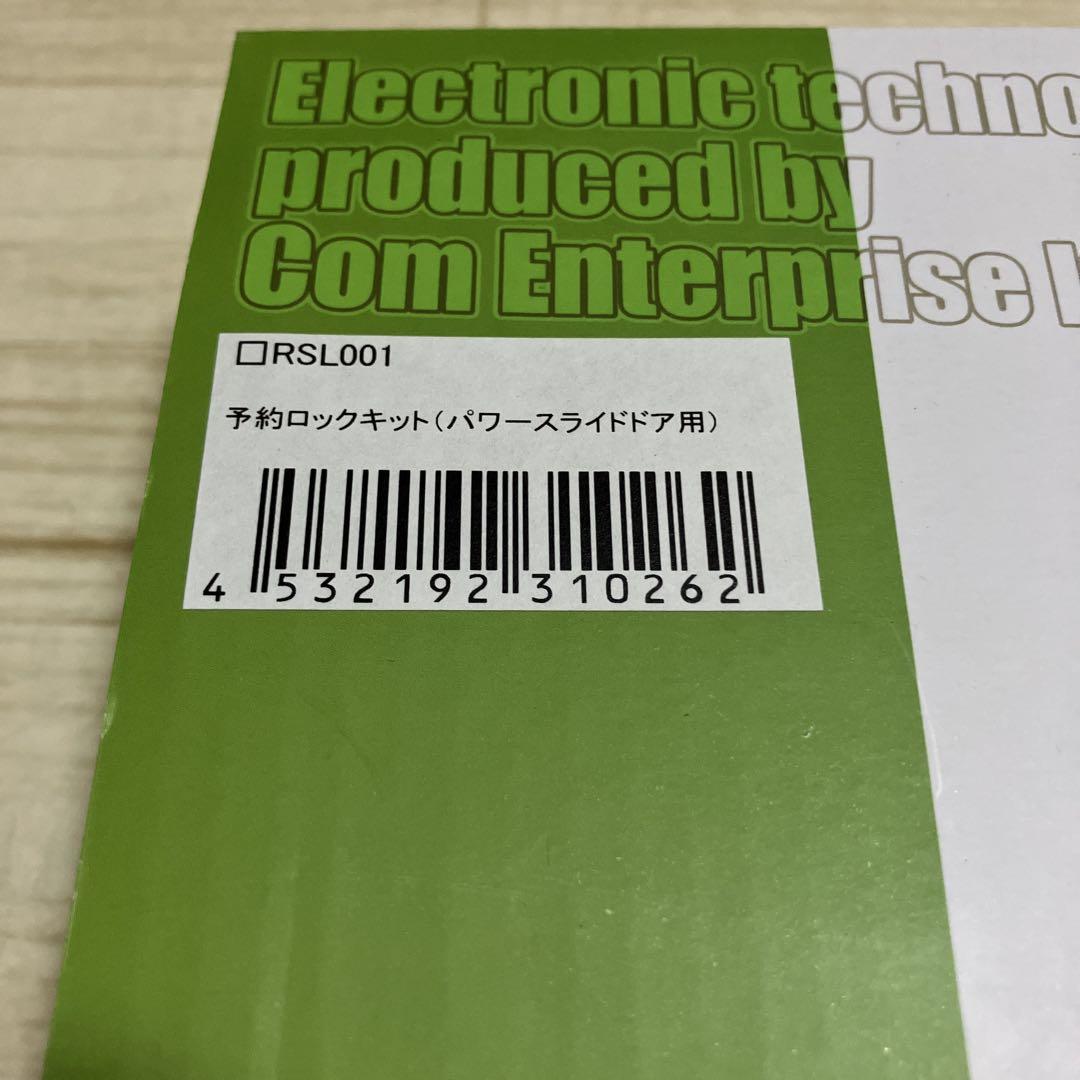 Electronic techno
produced by
Com Enterprise
□RSL001
予約ロックキット（パワースライドドア用）
4 532192 310262